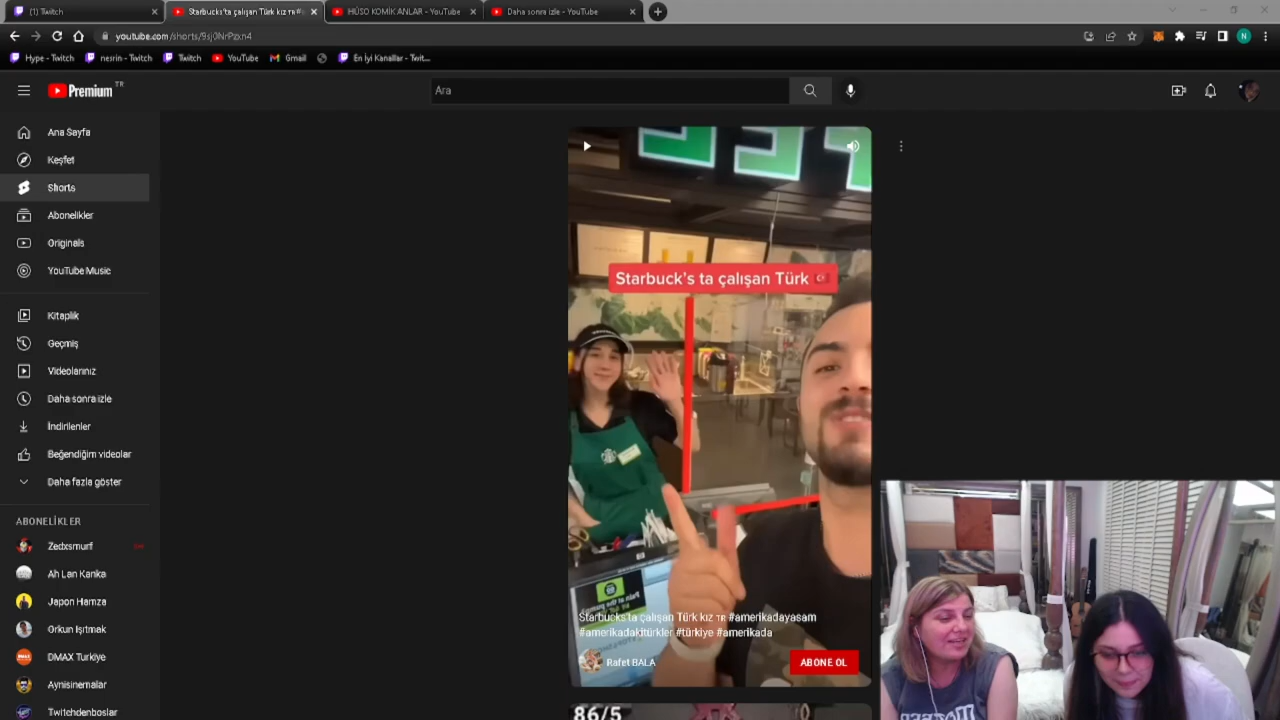 (1) Twitch
Starbucks'ta çalışan Türk kız
HÜSO KOMİK ANLAR - YouTube
Daha sonra izle - YouTube
youtube.com/shorts/
Hype - Twitch
nesrin - Twitch
Twitch
YouTube
Gmail
En İyi Kanallar - Twit...
N
Premium TR
Ara
Ana Sayfa
Keşfet
Shorts
Abonelikler
Originals
YouTube Music
Kitaplık
Geçmiş
Videolarınız
Daha sonra izle
İndirilenler
Beğendiğim videolar
Daha fazla göster
ABONELİKLER
Zedxsmurf
Ah Lan Kanka
Japon Hamza
Orkun Işıtmak
DMAX Türkiye
Aynisinemalar
Twitchdenboslar
Starbuck's ta çalışan Türk
Starbucks'ta çalışan Türk kız #amerikadayasam
#amerikadakitürkler #türkiye #amerika
Rafet BALA
ABONE OL
86/5